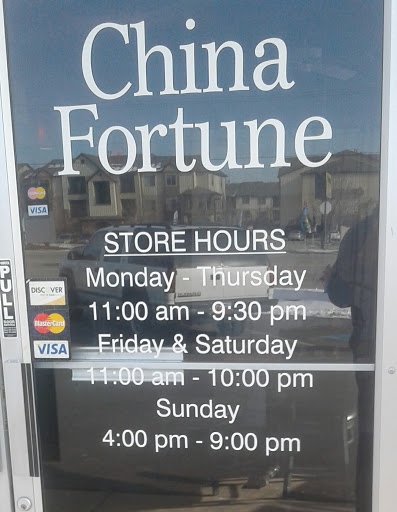 China
Fortune
STORE HOURS
Monday - Thursday
11:00 am - 9:30 pm
Friday & Saturday
11:00 am - 10:00 pm
Sunday
4:00 pm - 9:00 pm
MasterCard
VISA
PULL
DISCOVER
MasterCard
VISA